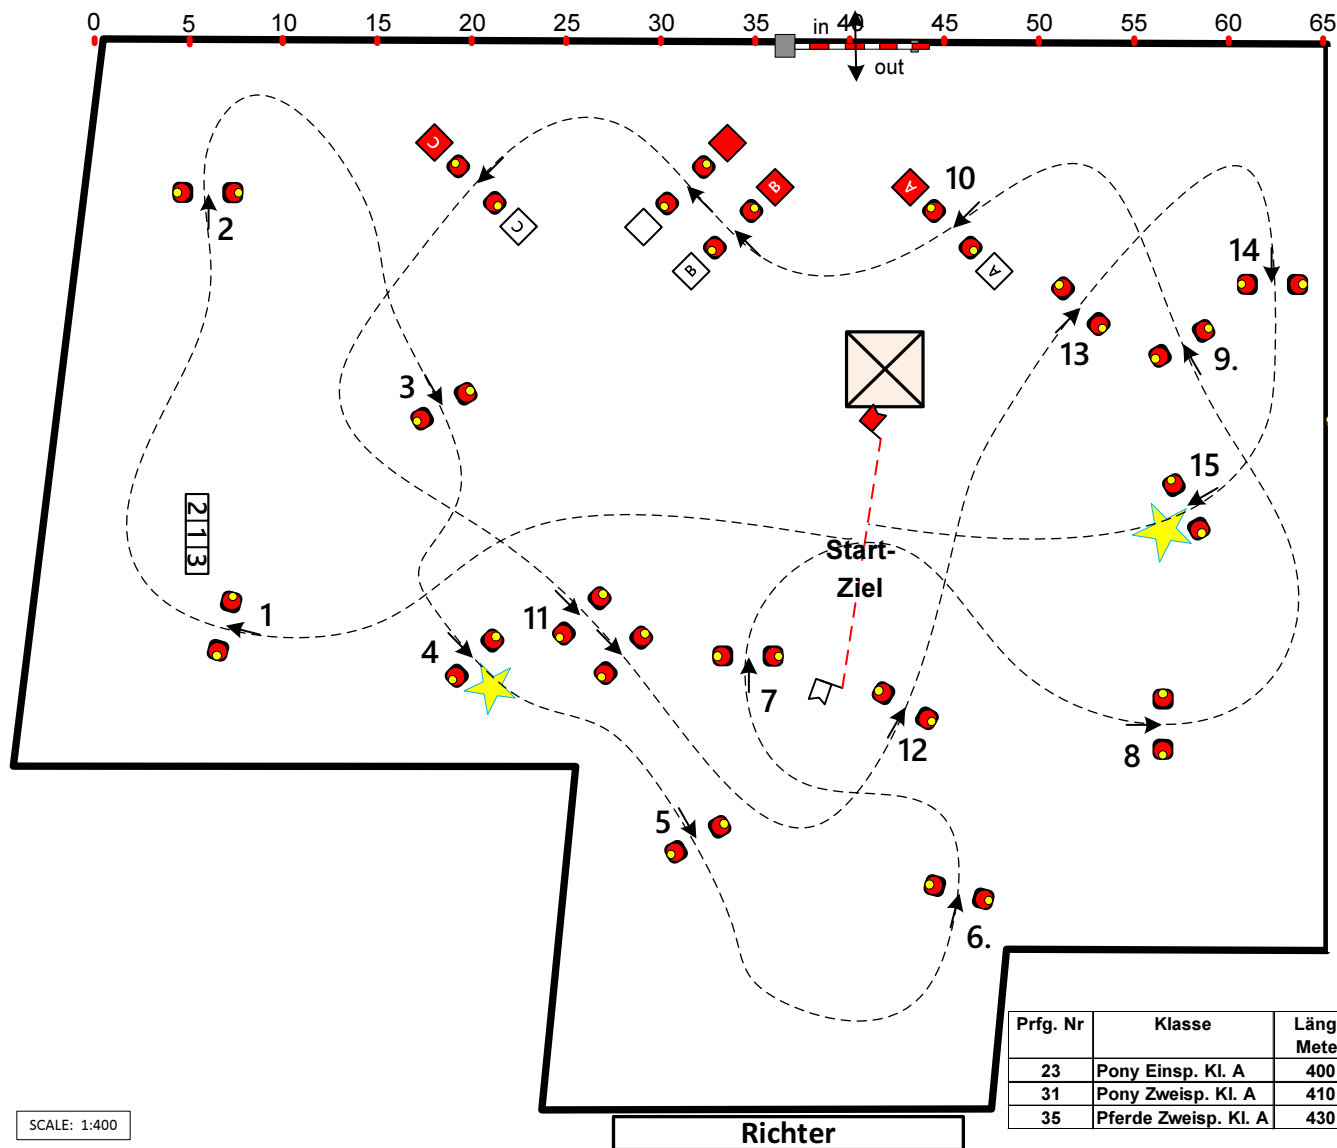 0 5 10 15 20 25 30 35 40 45 50 55 60 65
in
out
C
B
A
10
2
C
B
A
14
13
9.
3
15
213
Start-
Ziel
1
11
4
7
12
8
5
6.
Prfg. Nr Klasse Läng
Mete
23 Pony Einsp. Kl. A 400
31 Pony Zweisp. Kl. A 410
35 Pferde Zweisp. Kl. A 430
SCALE: 1:400
Richter